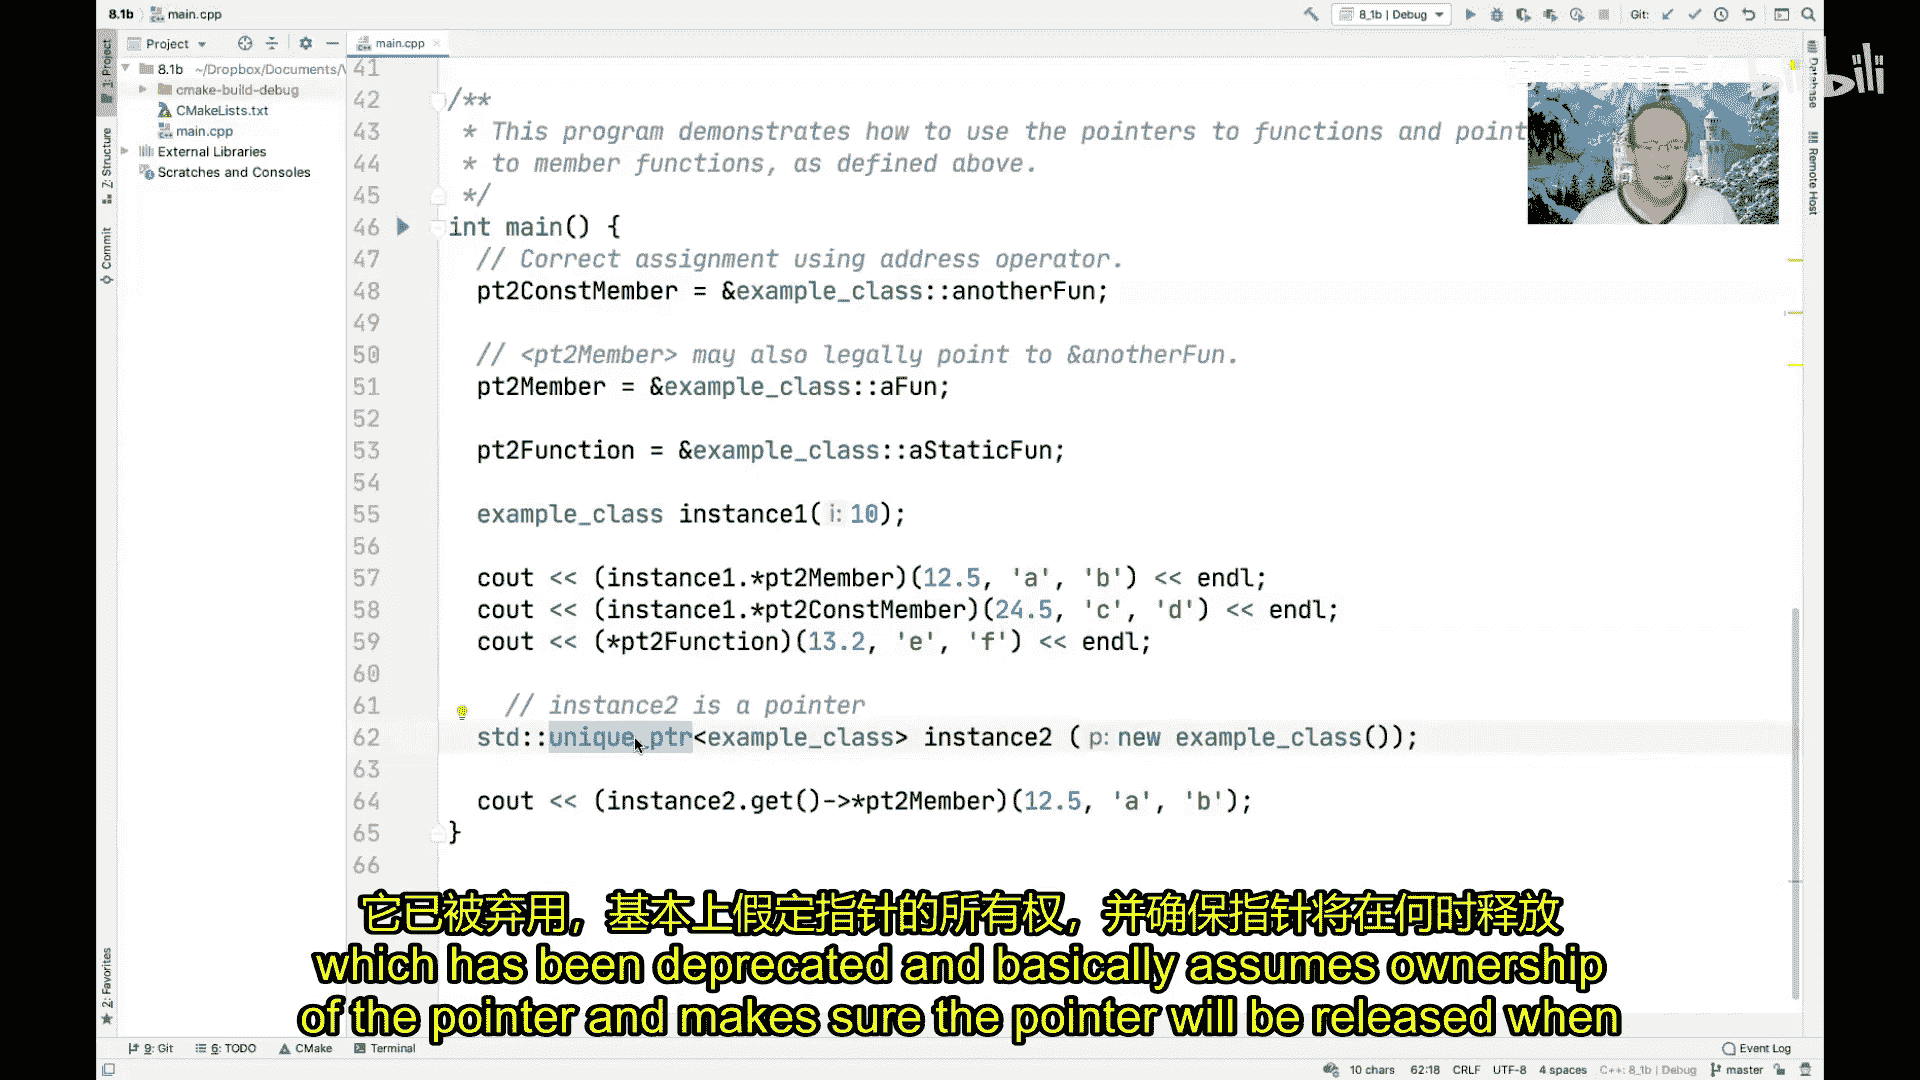 8.1b main.cpp
8_1b | Debug
Git:
Project
main.cpp
1: Project
Z: Structure
Commit
2: Favorites
8.1b ~/Dropbox/Documents/
cmake-build-debug
CMakeLists.txt
main.cpp
External Libraries
Scratches and Consoles
Database
Remote Host
bilibili
41
42 /**
43 * This program demonstrates how to use the pointers to functions and point
44 * to member functions, as defined above.
45 */
46 int main() {
47 // Correct assignment using address operator.
48 pt2ConstMember = &example_class::anotherFun;
49
50 // <pt2Member> may also legally point to &anotherFun.
51 pt2Member = &example_class::aFun;
52
53 pt2Function = &example_class::aStaticFun;
54
55 example_class instance1( i: 10);
56
57 cout << (instance1.*pt2Member)(12.5, 'a', 'b') << endl;
58 cout << (instance1.*pt2ConstMember)(24.5, 'c', 'd') << endl;
59 cout << (*pt2Function)(13.2, 'e', 'f') << endl;
60
61 // instance2 is a pointer
62 std::unique_ptr<example_class> instance2 ( p: new example_class());
63
64 cout << (instance2.get()->*pt2Member)(12.5, 'a', 'b');
65 }
66
它已被弃用，基本上假定指针的所有权，并确保指针将在何时释放
which has been deprecated and basically assumes ownership
of the pointer and makes sure the pointer will be released when
9: Git 6: TODO CMake Terminal Event Log
10 chars 62:18 CRLF UTF-8 4 spaces C++: 8_1b | Debug master